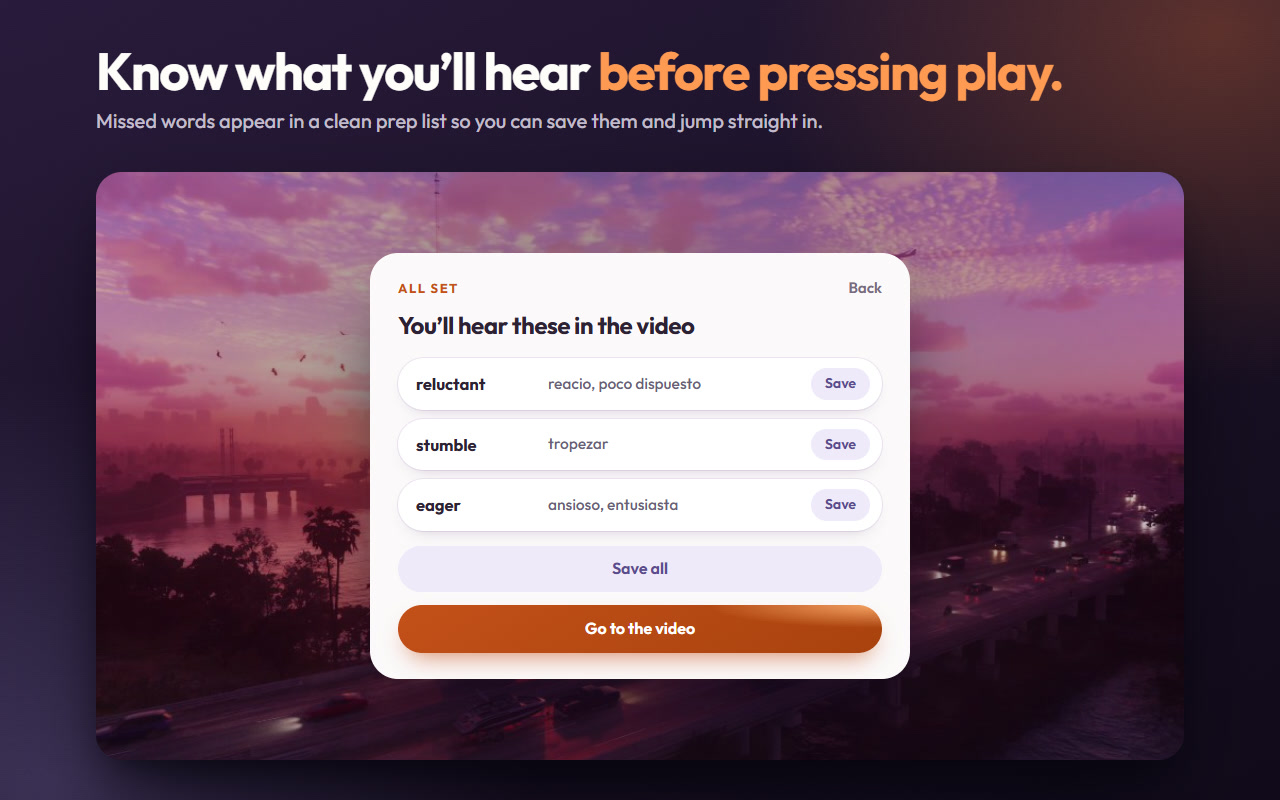 Know what you’ll hear before pressing play.
Missed words appear in a clean prep list so you can save them and jump straight in.
ALL SET
Back
You’ll hear these in the video
reluctant reacio, poco dispuesto Save
stumble tropezar Save
eager ansioso, entusiasta Save
Save all
Go to the video